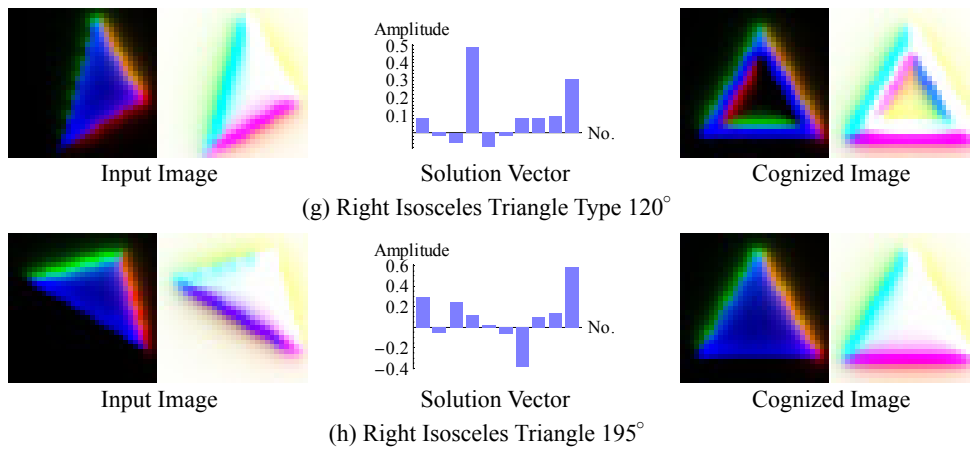 Amplitude
0.5
0.4
0.3
0.2
0.1
No.
Input Image Solution Vector Cognized Image
(g) Right Isosceles Triangle Type 120°
Amplitude
0.6
0.4
0.2
No.
−0.2
−0.4
Input Image Solution Vector Cognized Image
(h) Right Isosceles Triangle 195°